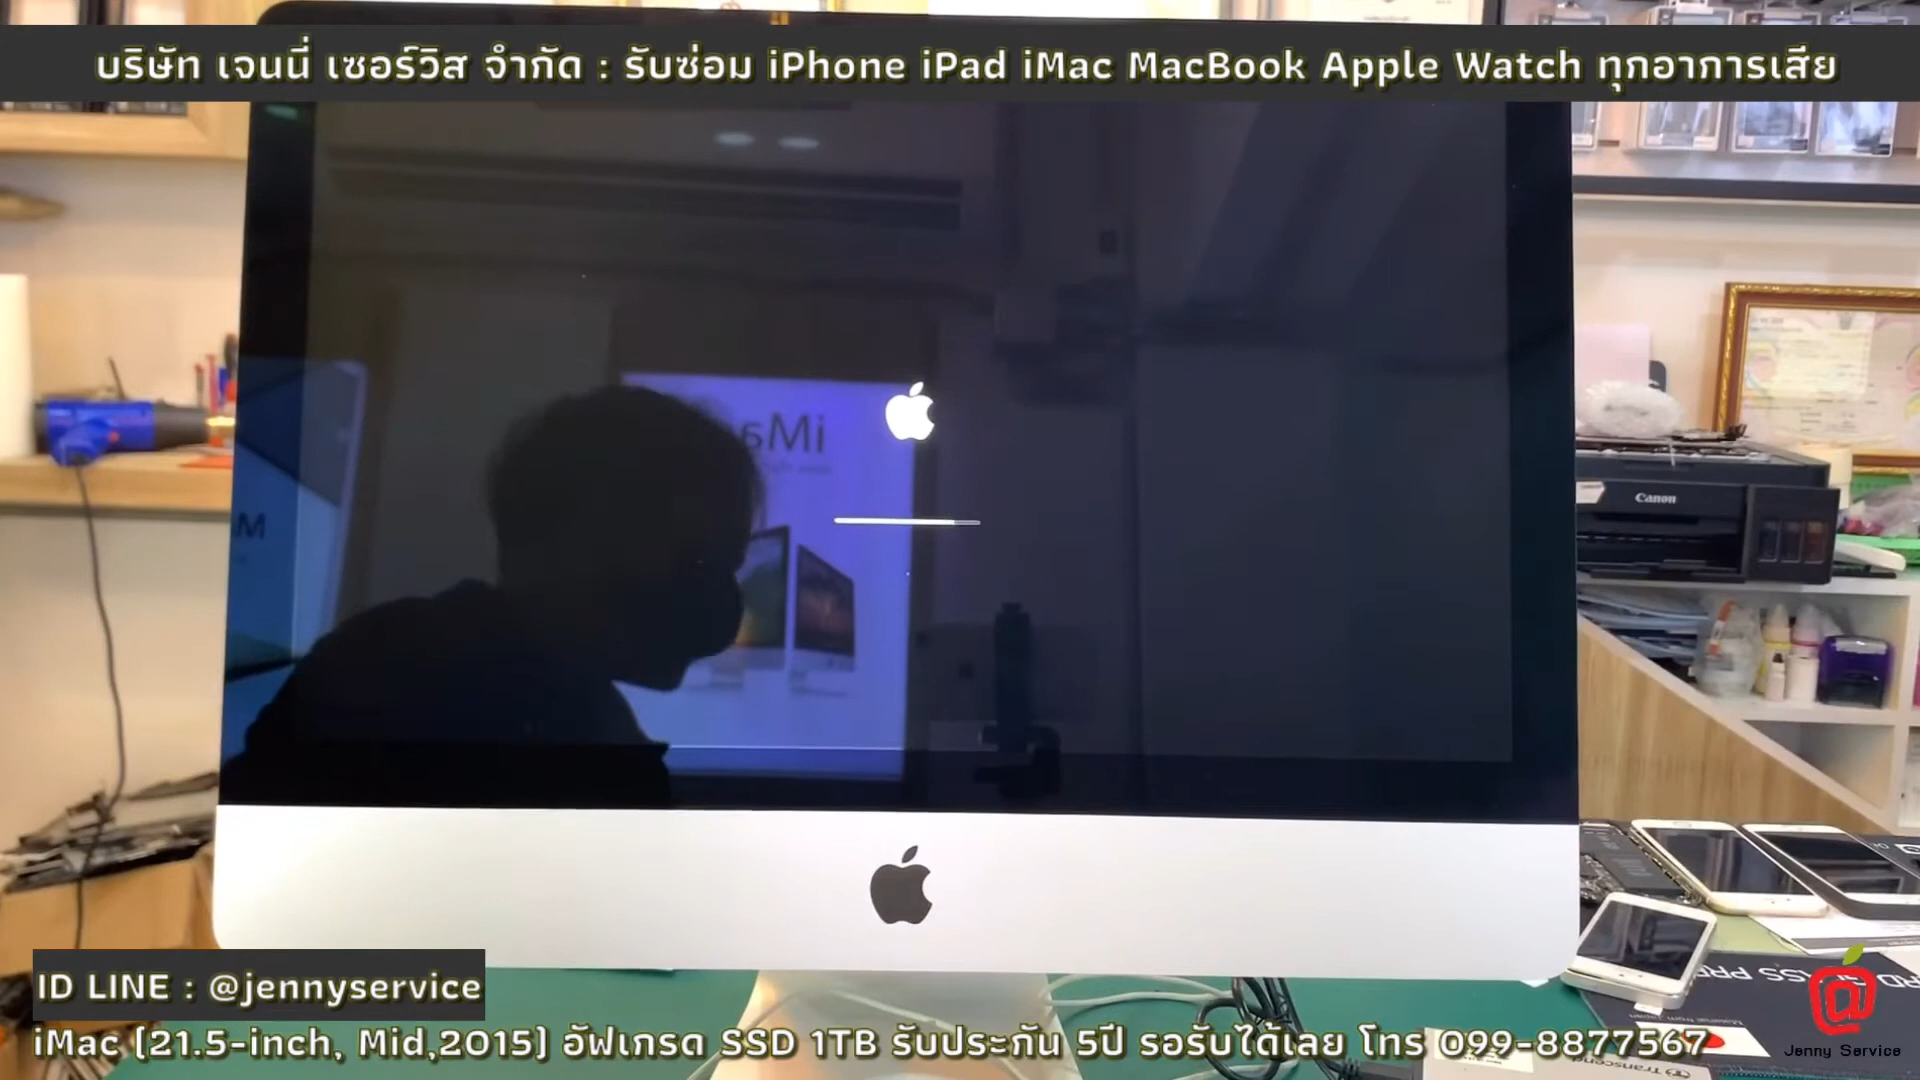 บริษัท เจนนี่ เซอร์วิส จำกัด : รับซ่อม iPhone iPad iMac MacBook Apple Watch ทุกอาการเสีย
iMa
M
Canon
ID LINE : @jennyservice
iMac (21.5-inch, Mid,2015) อัฟเกรด SSD 1TB รับประกัน 5ปี รอรับได้เลย โทร 099-8877567
Jenny Service
Transcend